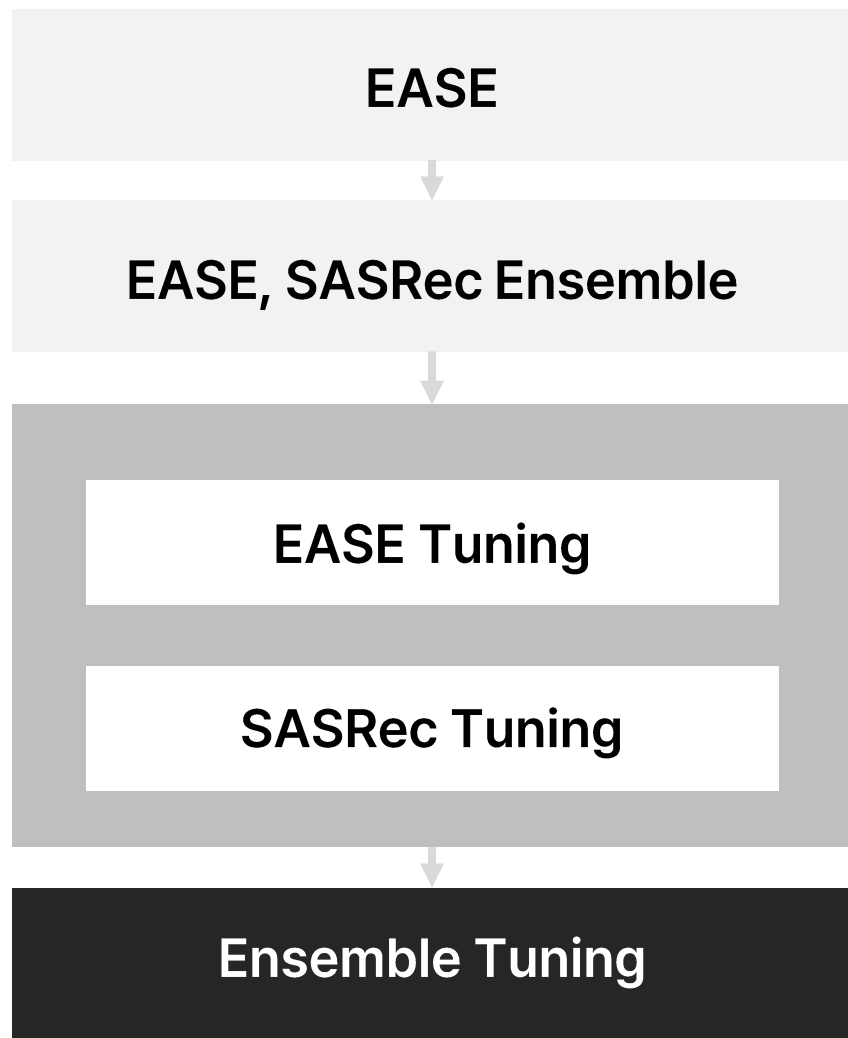 EASE
EASE, SASRec Ensemble
EASE Tuning
SASRec Tuning
Ensemble Tuning